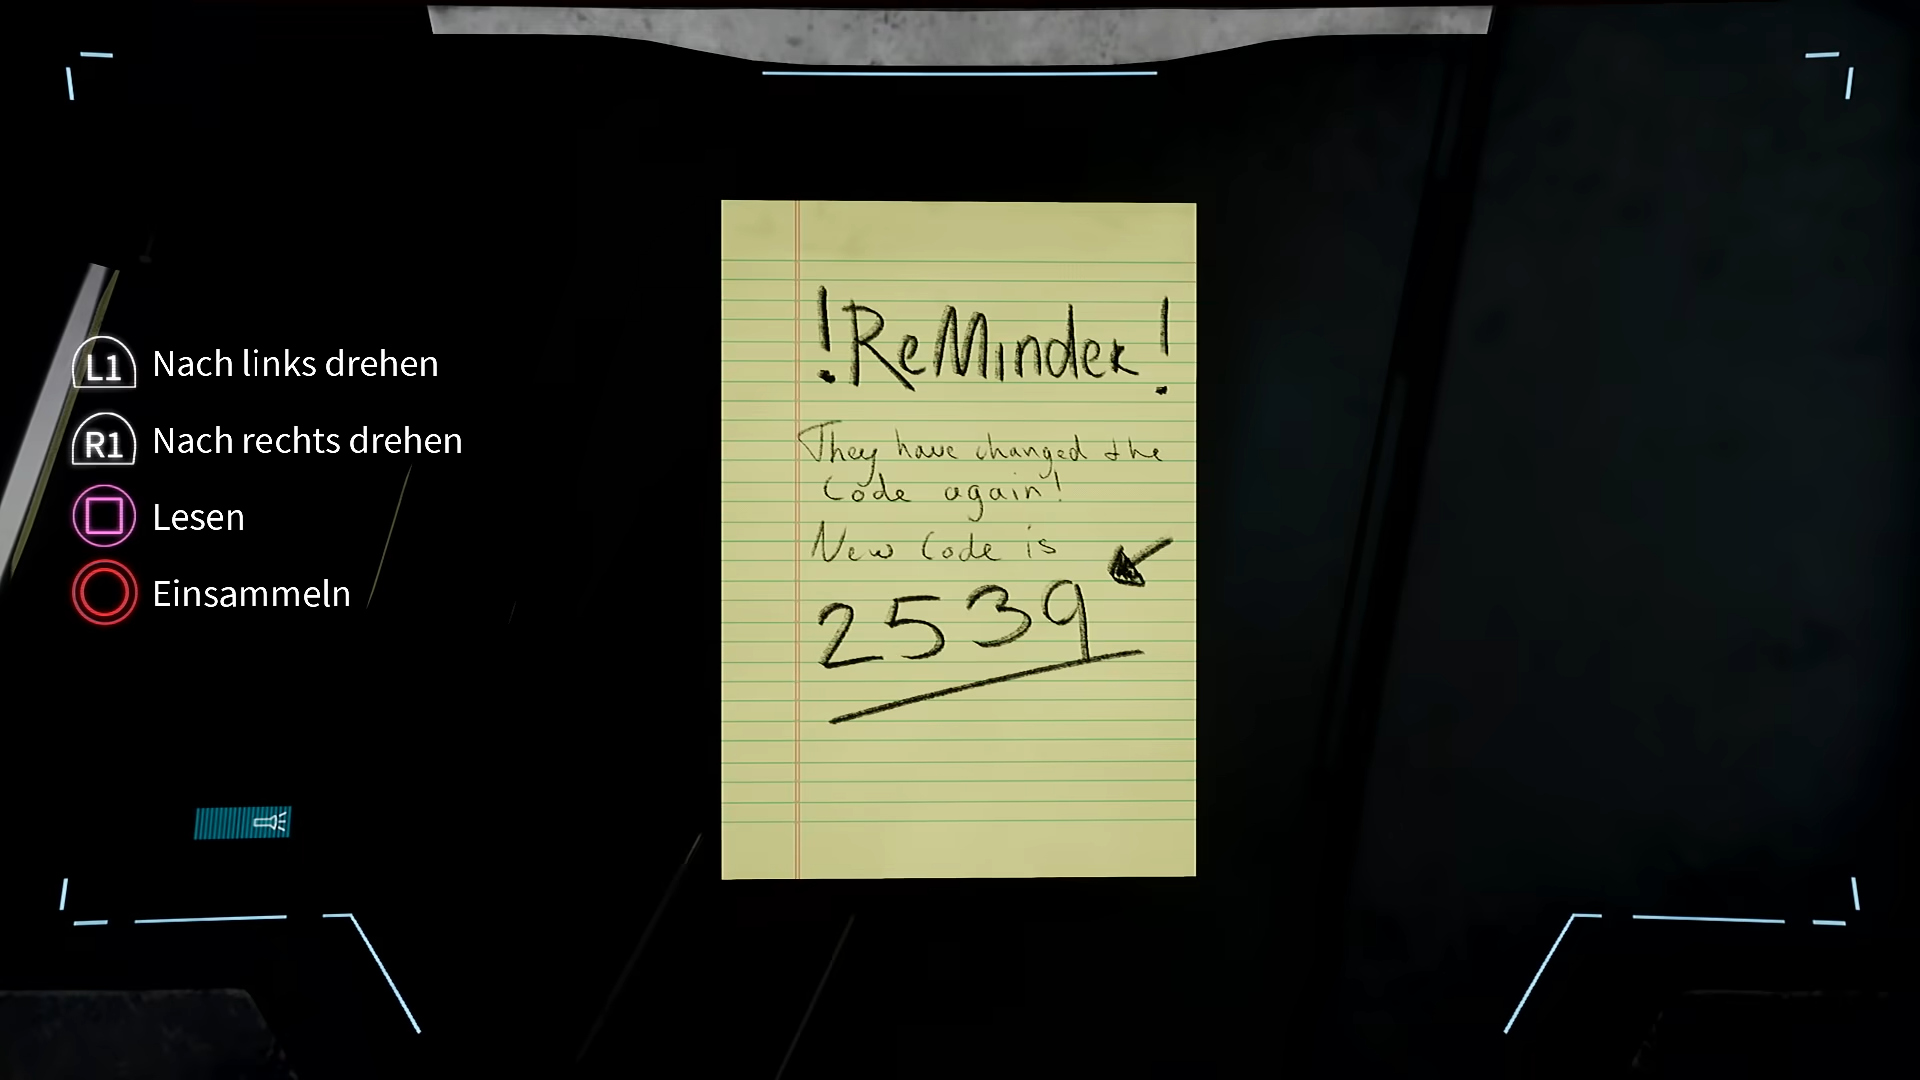 L1 Nach links drehen
R1 Nach rechts drehen
Lesen
Einsammeln
!ReMinder!
They have changed the
Code again!
New Code is
2539